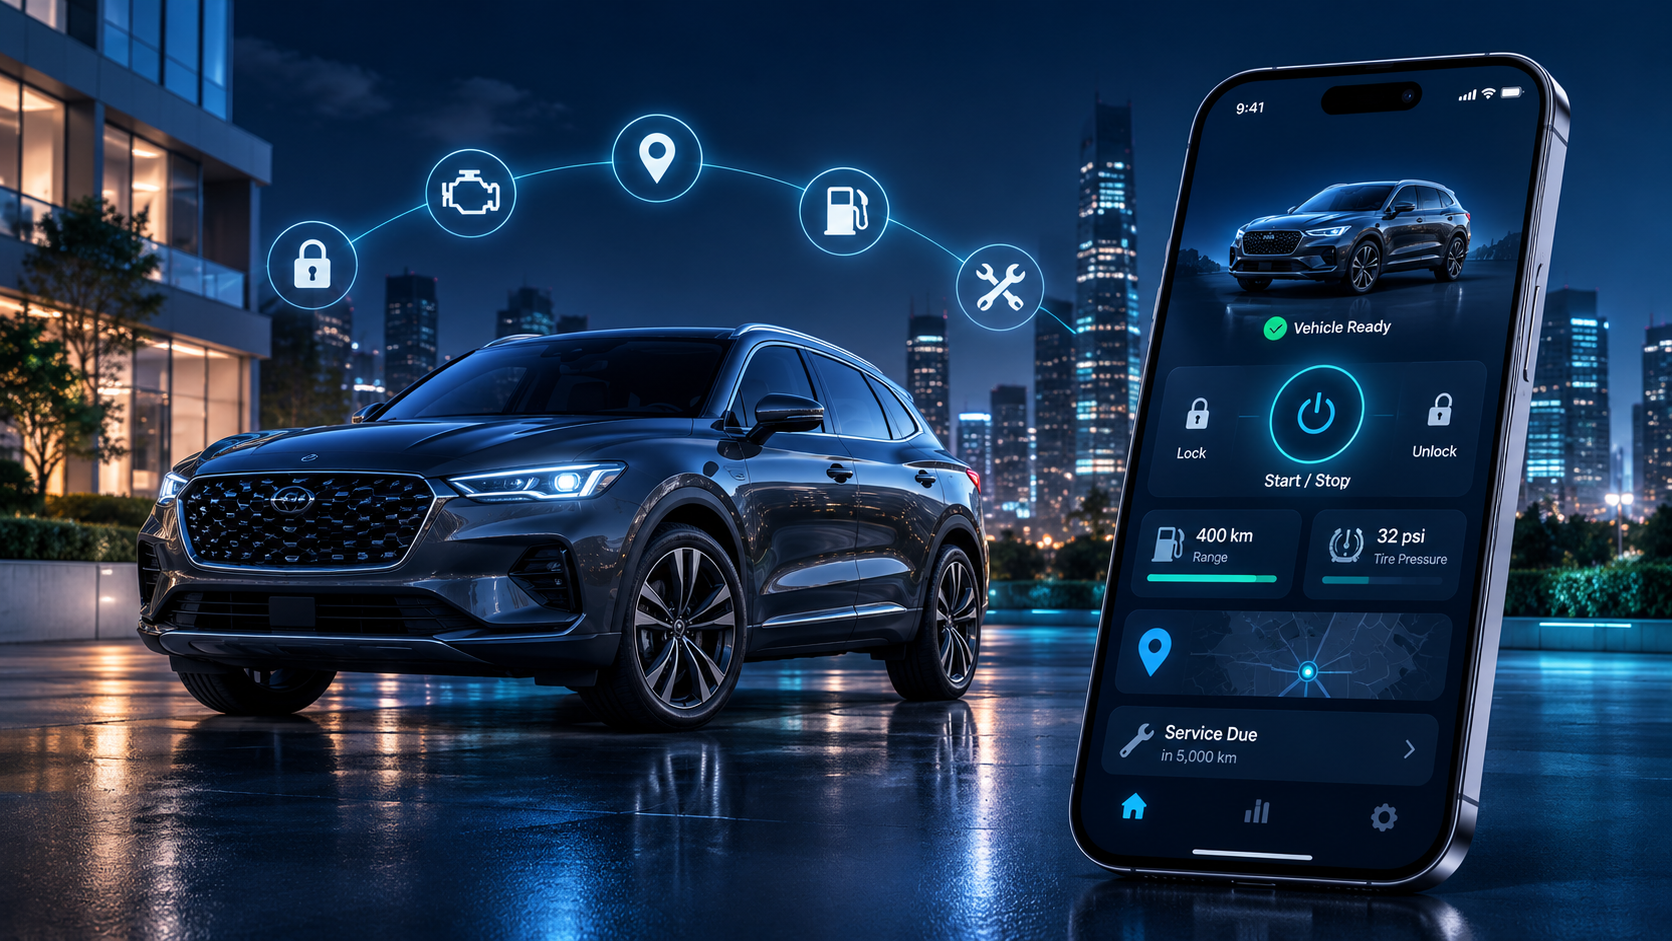 9:41
Vehicle Ready
Lock
Start / Stop
Unlock
400 km
Range
32 psi
Tire Pressure
Service Due
in 5,000 km